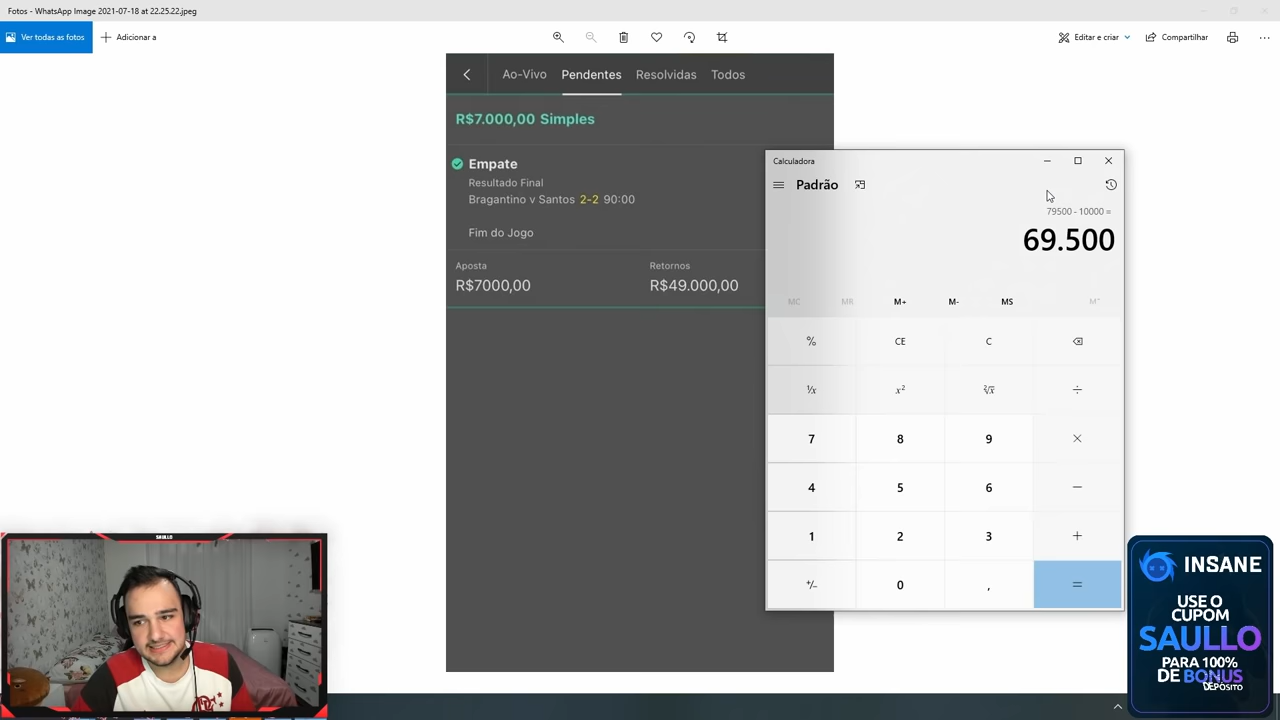 Fotos - WhatsApp Image 2021-07-18 at 22.25.22.jpeg
Ver todas as fotos
Adicionar a
Editar e criar
Compartilhar
Ao-Vivo Pendentes Resolvidas Todos
R$7.000,00 Simples
Empate
Resultado Final
Bragantino v Santos 2-2 90:00
Fim do Jogo
Aposta
Retornos
R$7000,00
R$49.000,00
Calculadora
Padrão
79500 - 10000 =
69.500
MC MR M+ M- MS M˅
% CE C
¹/x x² ²√x ÷
7 8 9 ×
4 5 6 −
1 2 3 +
+/− 0 , =
SAULLO
INSANE
USE O
CUPOM
SAULLO
PARA 100%
DE BONUS
DEPÓSITO